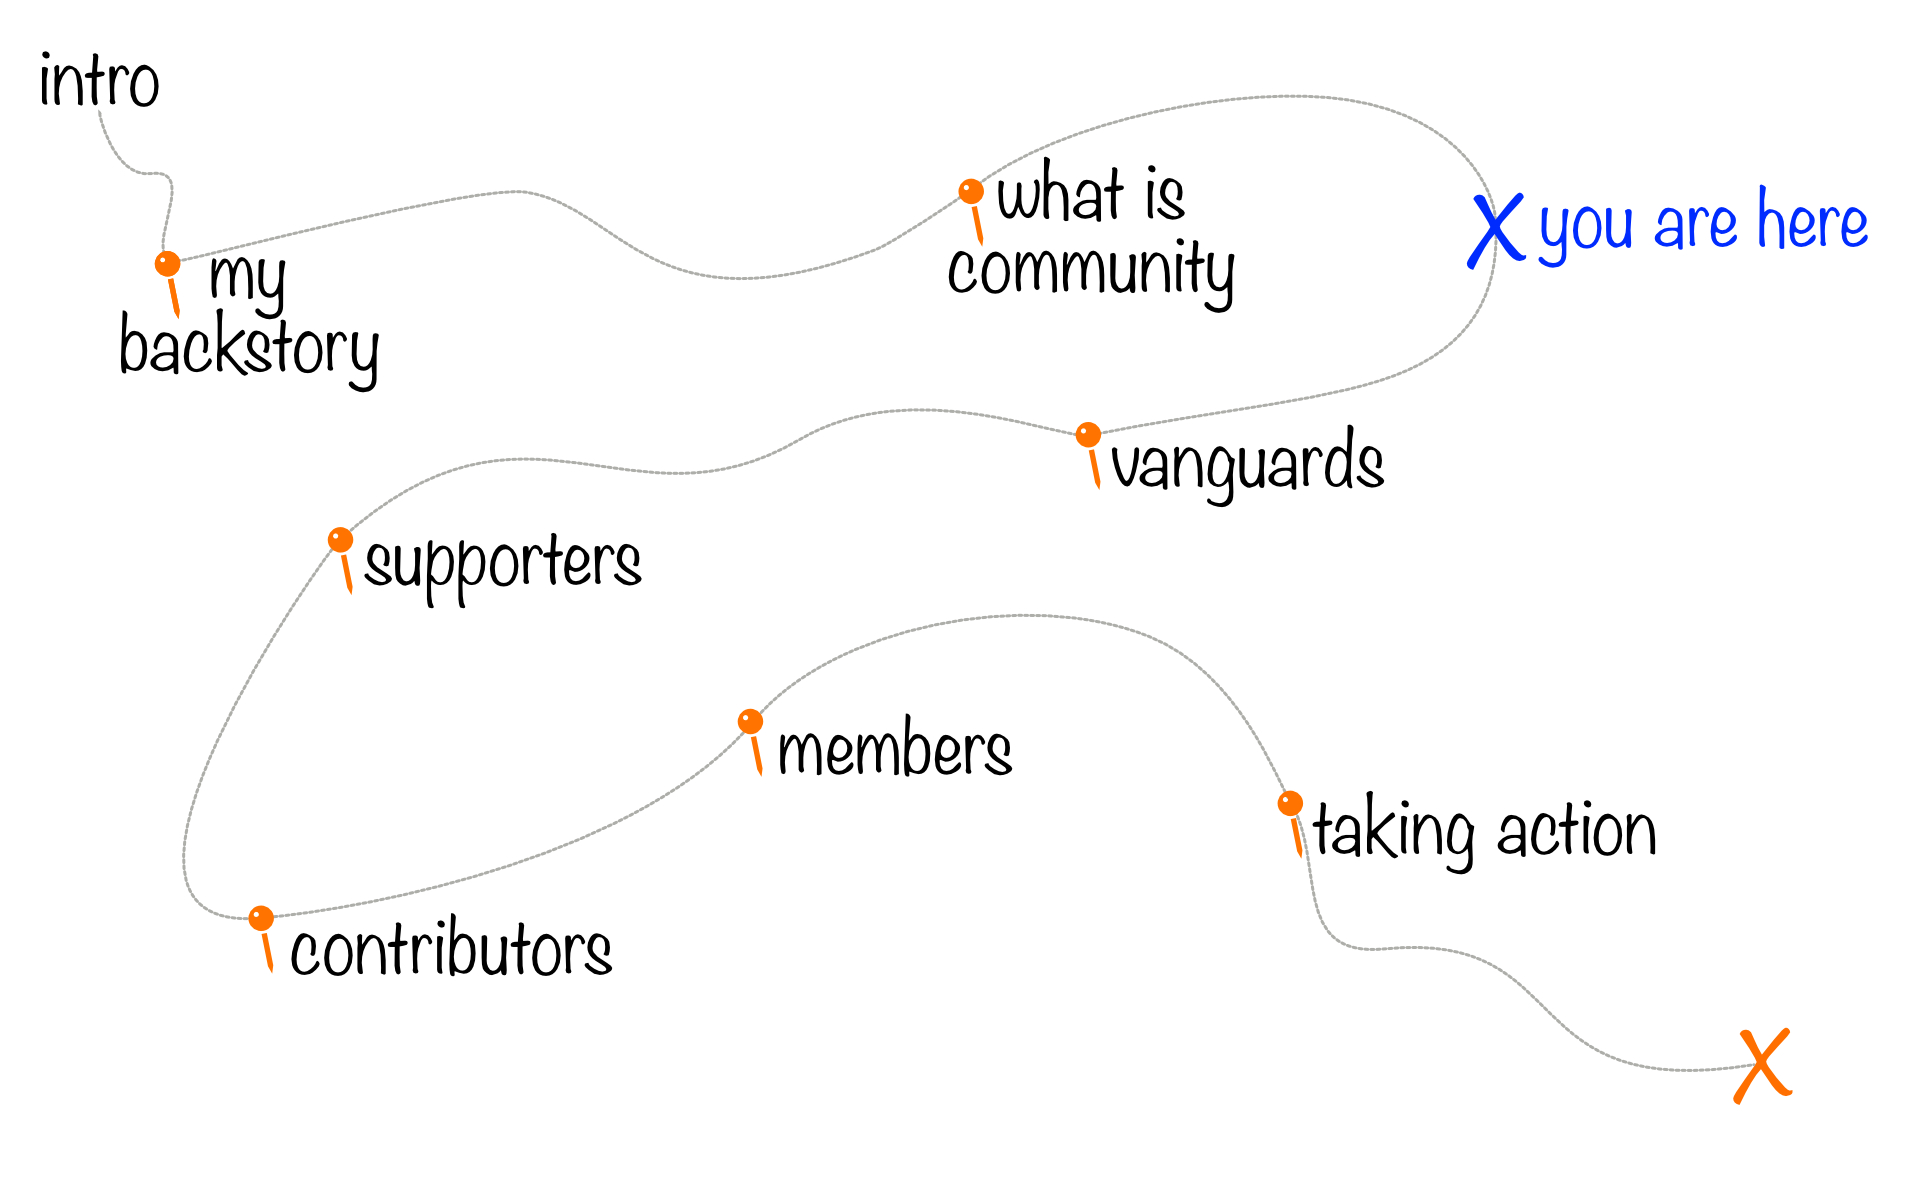 intro
what is
community
X you are here
my
backstory
vanguards
supporters
members
taking action
contributors
X